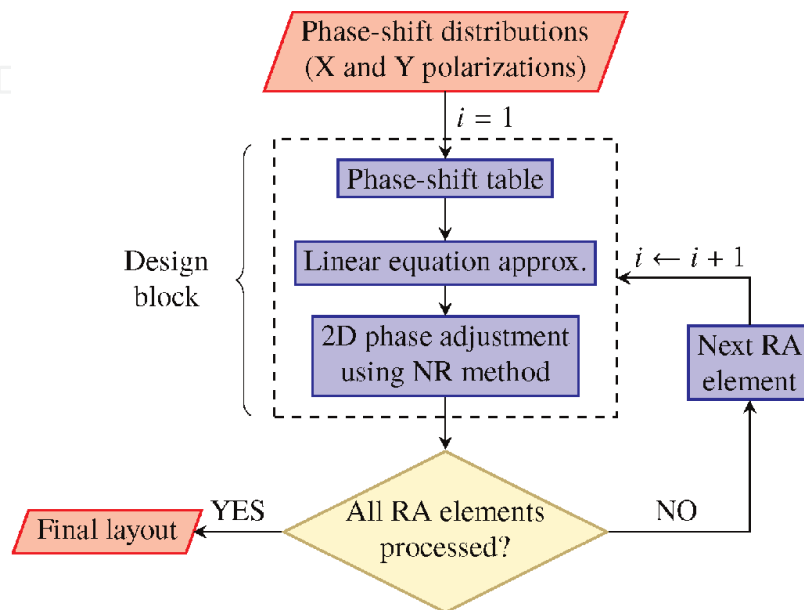 Phase-shift distributions
(X and Y polarizations)
i = 1
Phase-shift table
Linear equation approx.
2D phase adjustment
using NR method
Design
block
i ← i + 1
Next RA
element
All RA elements
processed?
YES
NO
Final layout